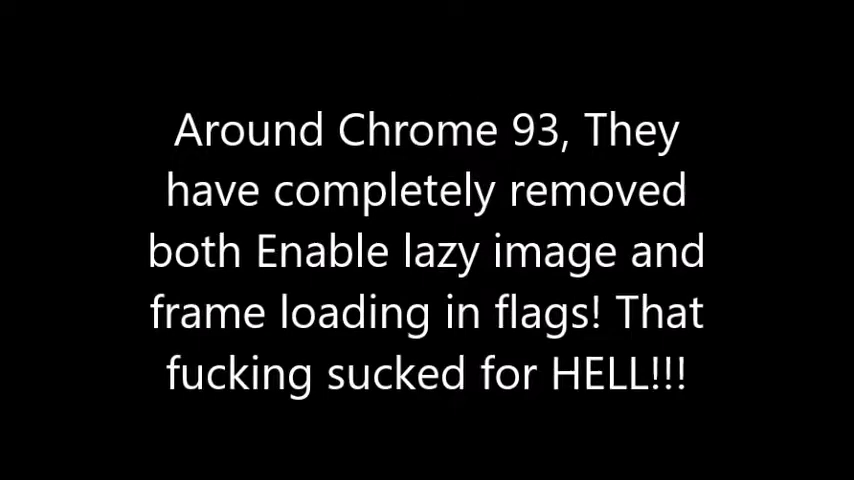 Around Chrome 93, They
have completely removed
both Enable lazy image and
frame loading in flags! That
fucking sucked for HELL!!!